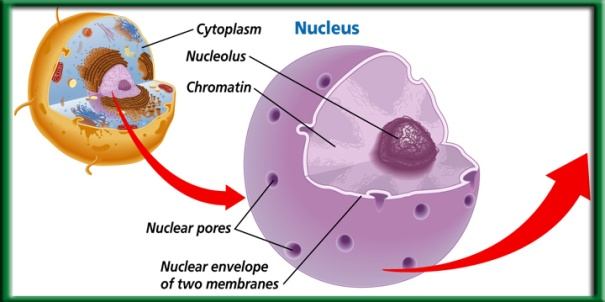 Cytoplasm
Nucleus
Nucleolus
Chromatin
Nuclear pores
Nuclear envelope
of two membranes